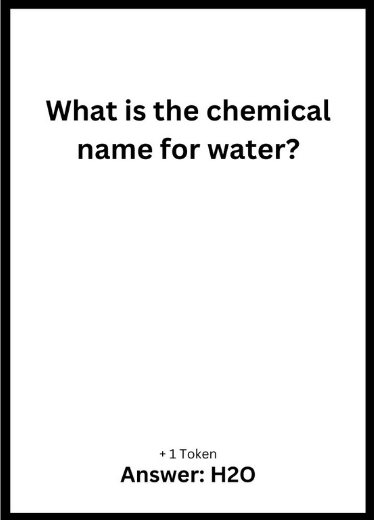 What is the chemical
name for water?
+ 1 Token
Answer: H2O